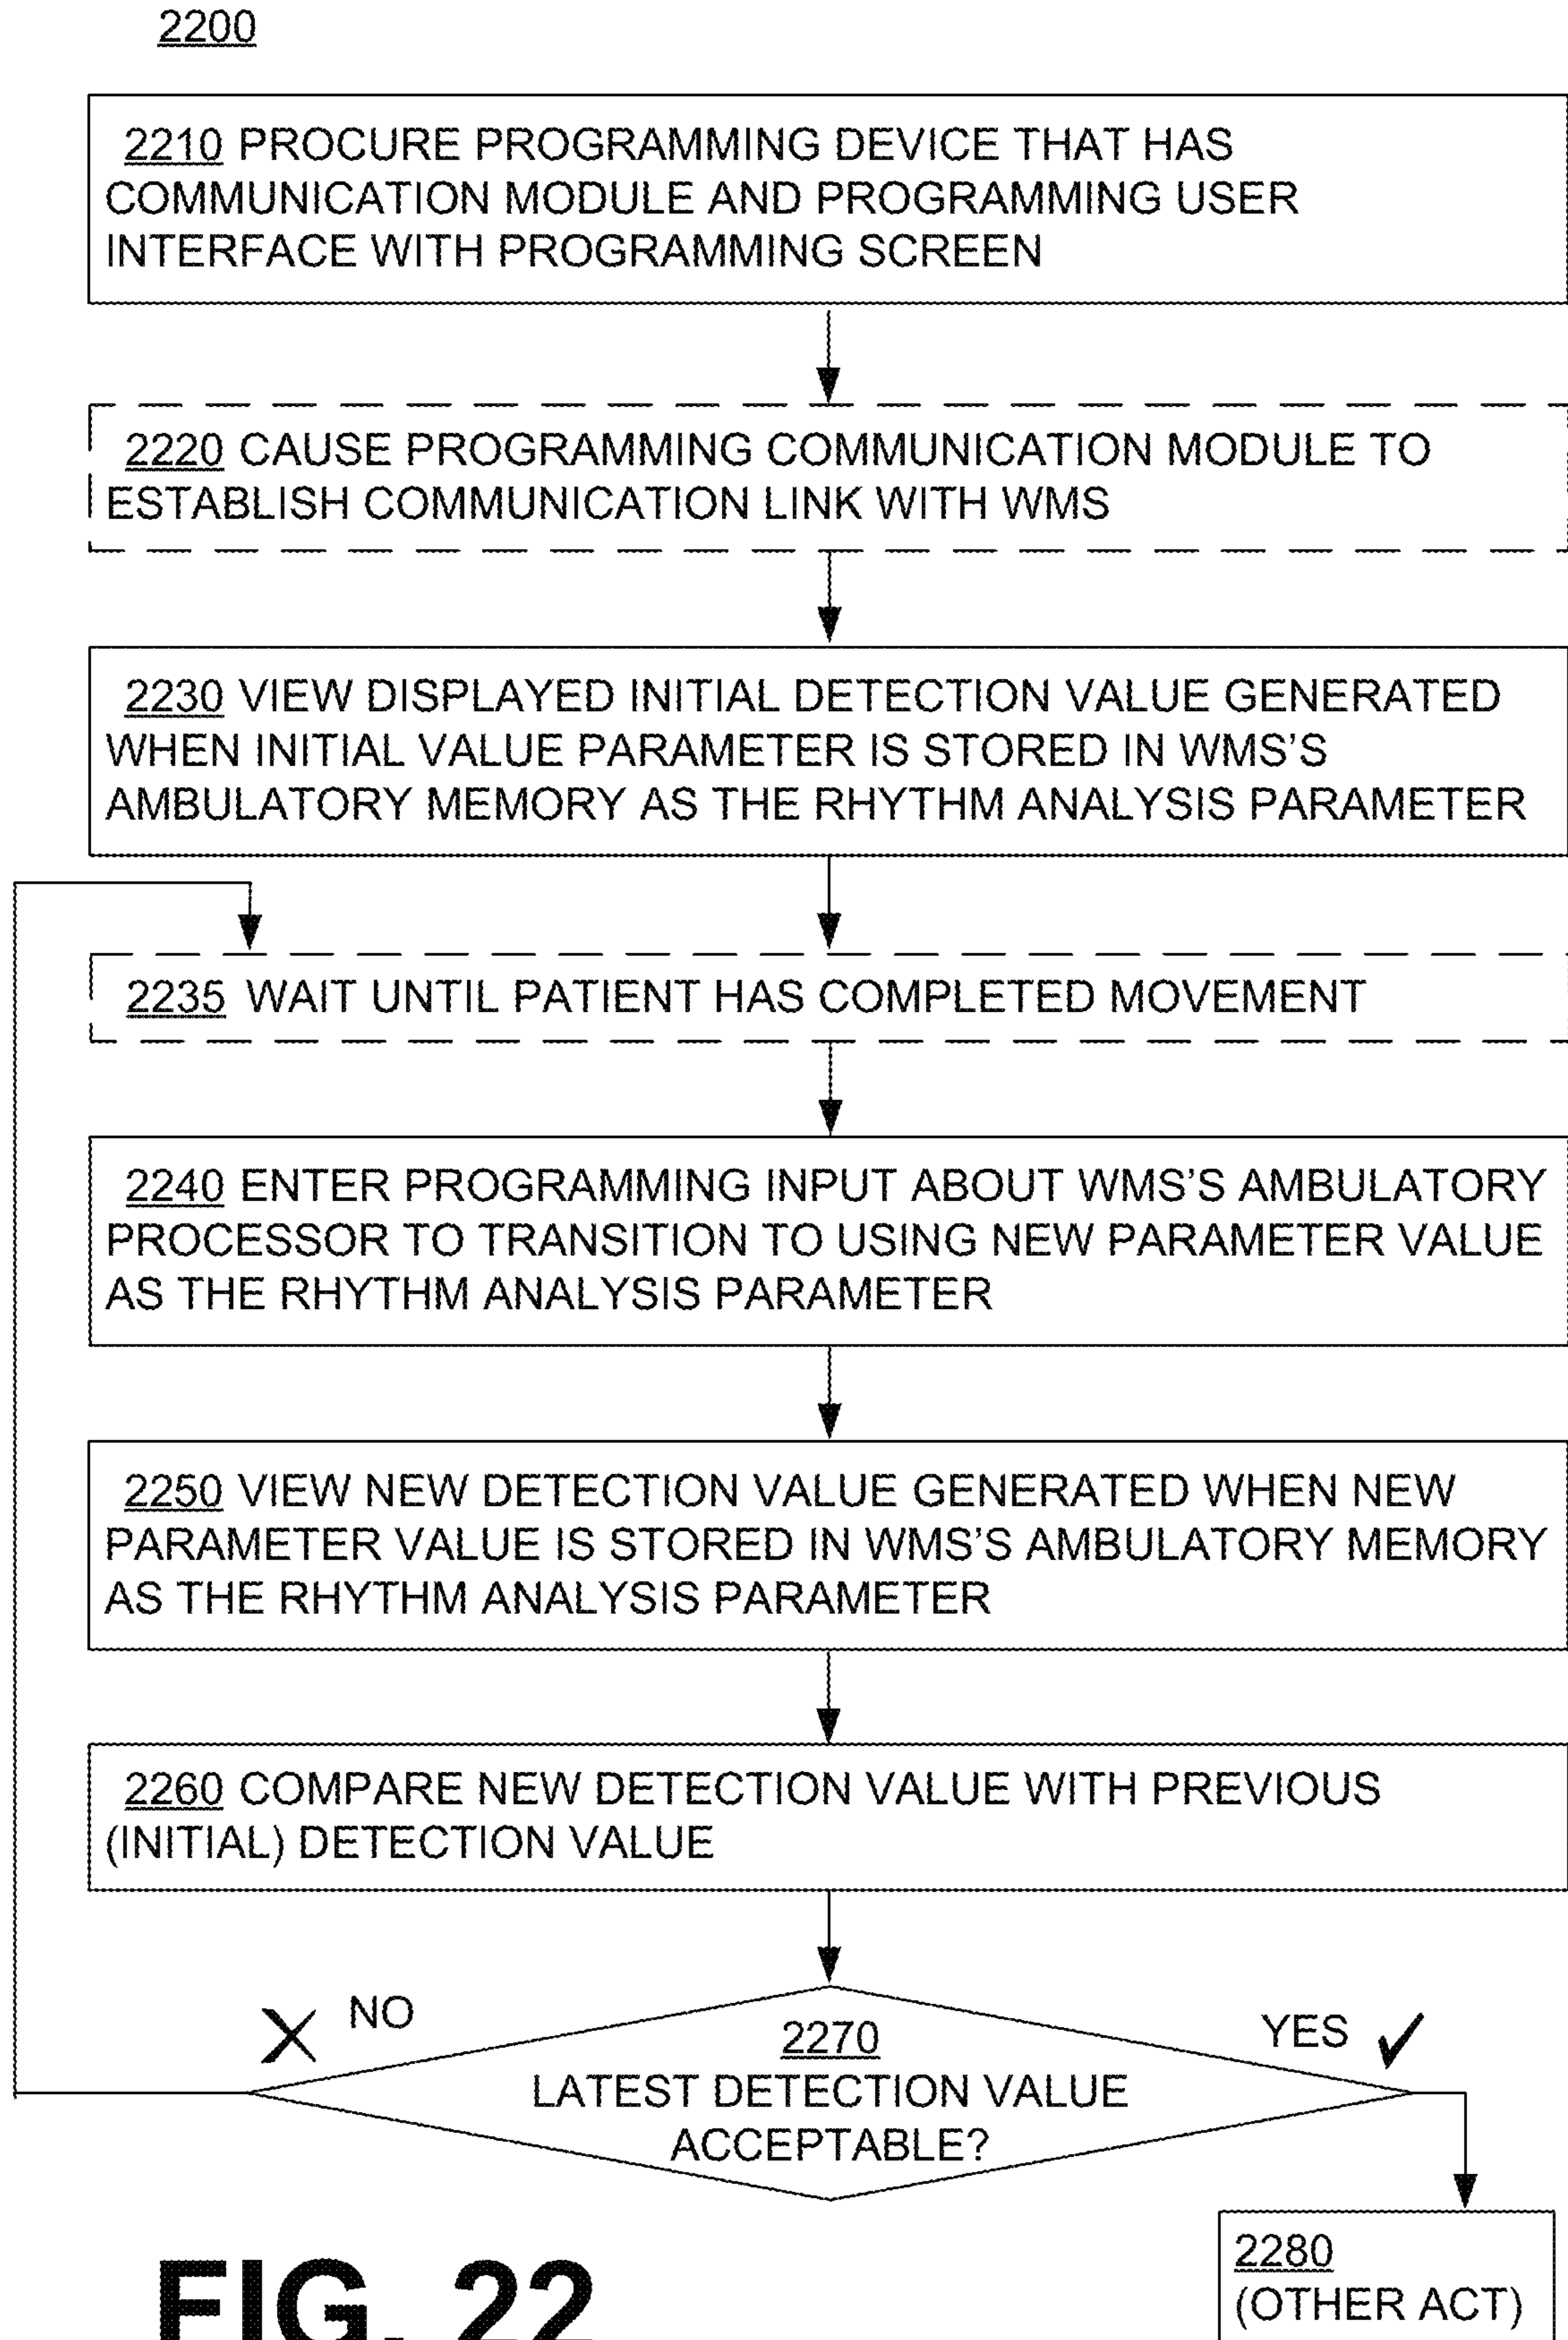 2200
2210 PROCURE PROGRAMMING DEVICE THAT HAS
COMMUNICATION MODULE AND PROGRAMMING USER
INTERFACE WITH PROGRAMMING SCREEN
2220 CAUSE PROGRAMMING COMMUNICATION MODULE TO
ESTABLISH COMMUNICATION LINK WITH WMS
2230 VIEW DISPLAYED INITIAL DETECTION VALUE GENERATED
WHEN INITIAL VALUE PARAMETER IS STORED IN WMS'S
AMBULATORY MEMORY AS THE RHYTHM ANALYSIS PARAMETER
2235 WAIT UNTIL PATIENT HAS COMPLETED MOVEMENT
2240 ENTER PROGRAMMING INPUT ABOUT WMS'S AMBULATORY
PROCESSOR TO TRANSITION TO USING NEW PARAMETER VALUE
AS THE RHYTHM ANALYSIS PARAMETER
2250 VIEW NEW DETECTION VALUE GENERATED WHEN NEW
PARAMETER VALUE IS STORED IN WMS'S AMBULATORY MEMORY
AS THE RHYTHM ANALYSIS PARAMETER
2260 COMPARE NEW DETECTION VALUE WITH PREVIOUS
(INITIAL) DETECTION VALUE
NO
YES
2270
LATEST DETECTION VALUE
ACCEPTABLE?
2280
(OTHER ACT)
FIG. 22